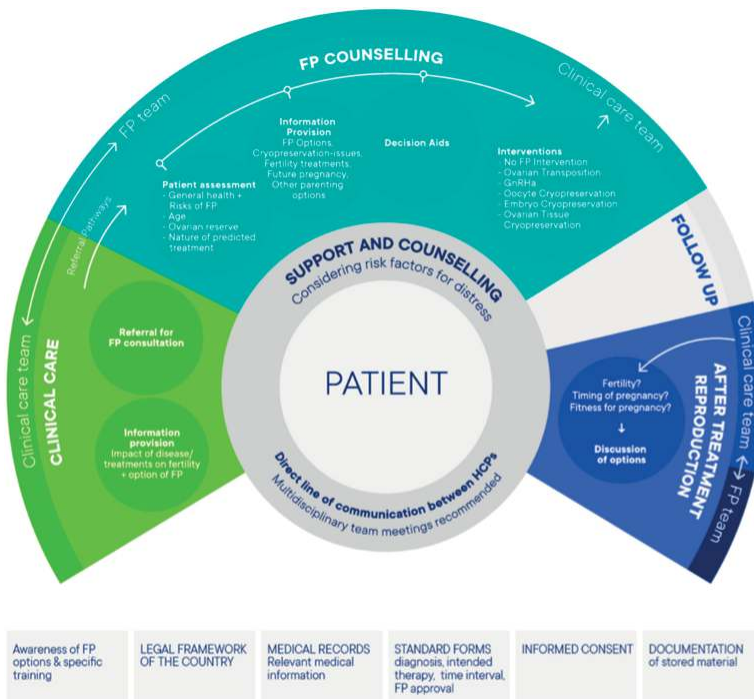 FP COUNSELLING
FP team
Clinical care team
Referral Pathways
Patient assessment
- General health +
Risks of FP
- Age
- Ovarian reserve
- Nature of predicted
treatment
Information
Provision
FP Options,
Cryopreservation-issues,
Fertility treatments,
Future pregnancy,
Other parenting
options
Decision Aids
Interventions
- No FP Intervention
- Ovarian Transposition
- GnRHa
- Oocyte Cryopreservation
- Embryo Cryopreservation
- Ovarian Tissue
Cryopreservation
FOLLOW UP
Clinical care team
CLINICAL CARE
Referral for
FP consultation
Information
provision
Impact of disease/
treatments on fertility
+ option of FP
SUPPORT AND COUNSELLING
Considering risk factors for distress
PATIENT
Direct line of communication between HCPs
Multidisciplinary team meetings recommended
Clinical care team
Fp team
AFTER TREATMENT
REPRODUCTION
Fertility?
Timing of pregnancy?
Fitness for pregnancy?
Discussion
of options
Awareness of FP
options & specific
training
LEGAL FRAMEWORK
OF THE COUNTRY
MEDICAL RECORDS
Relevant medical
information
STANDARD FORMS
diagnosis, intended
therapy, time interval,
FP approval
INFORMED CONSENT
DOCUMENTATION
of stored material